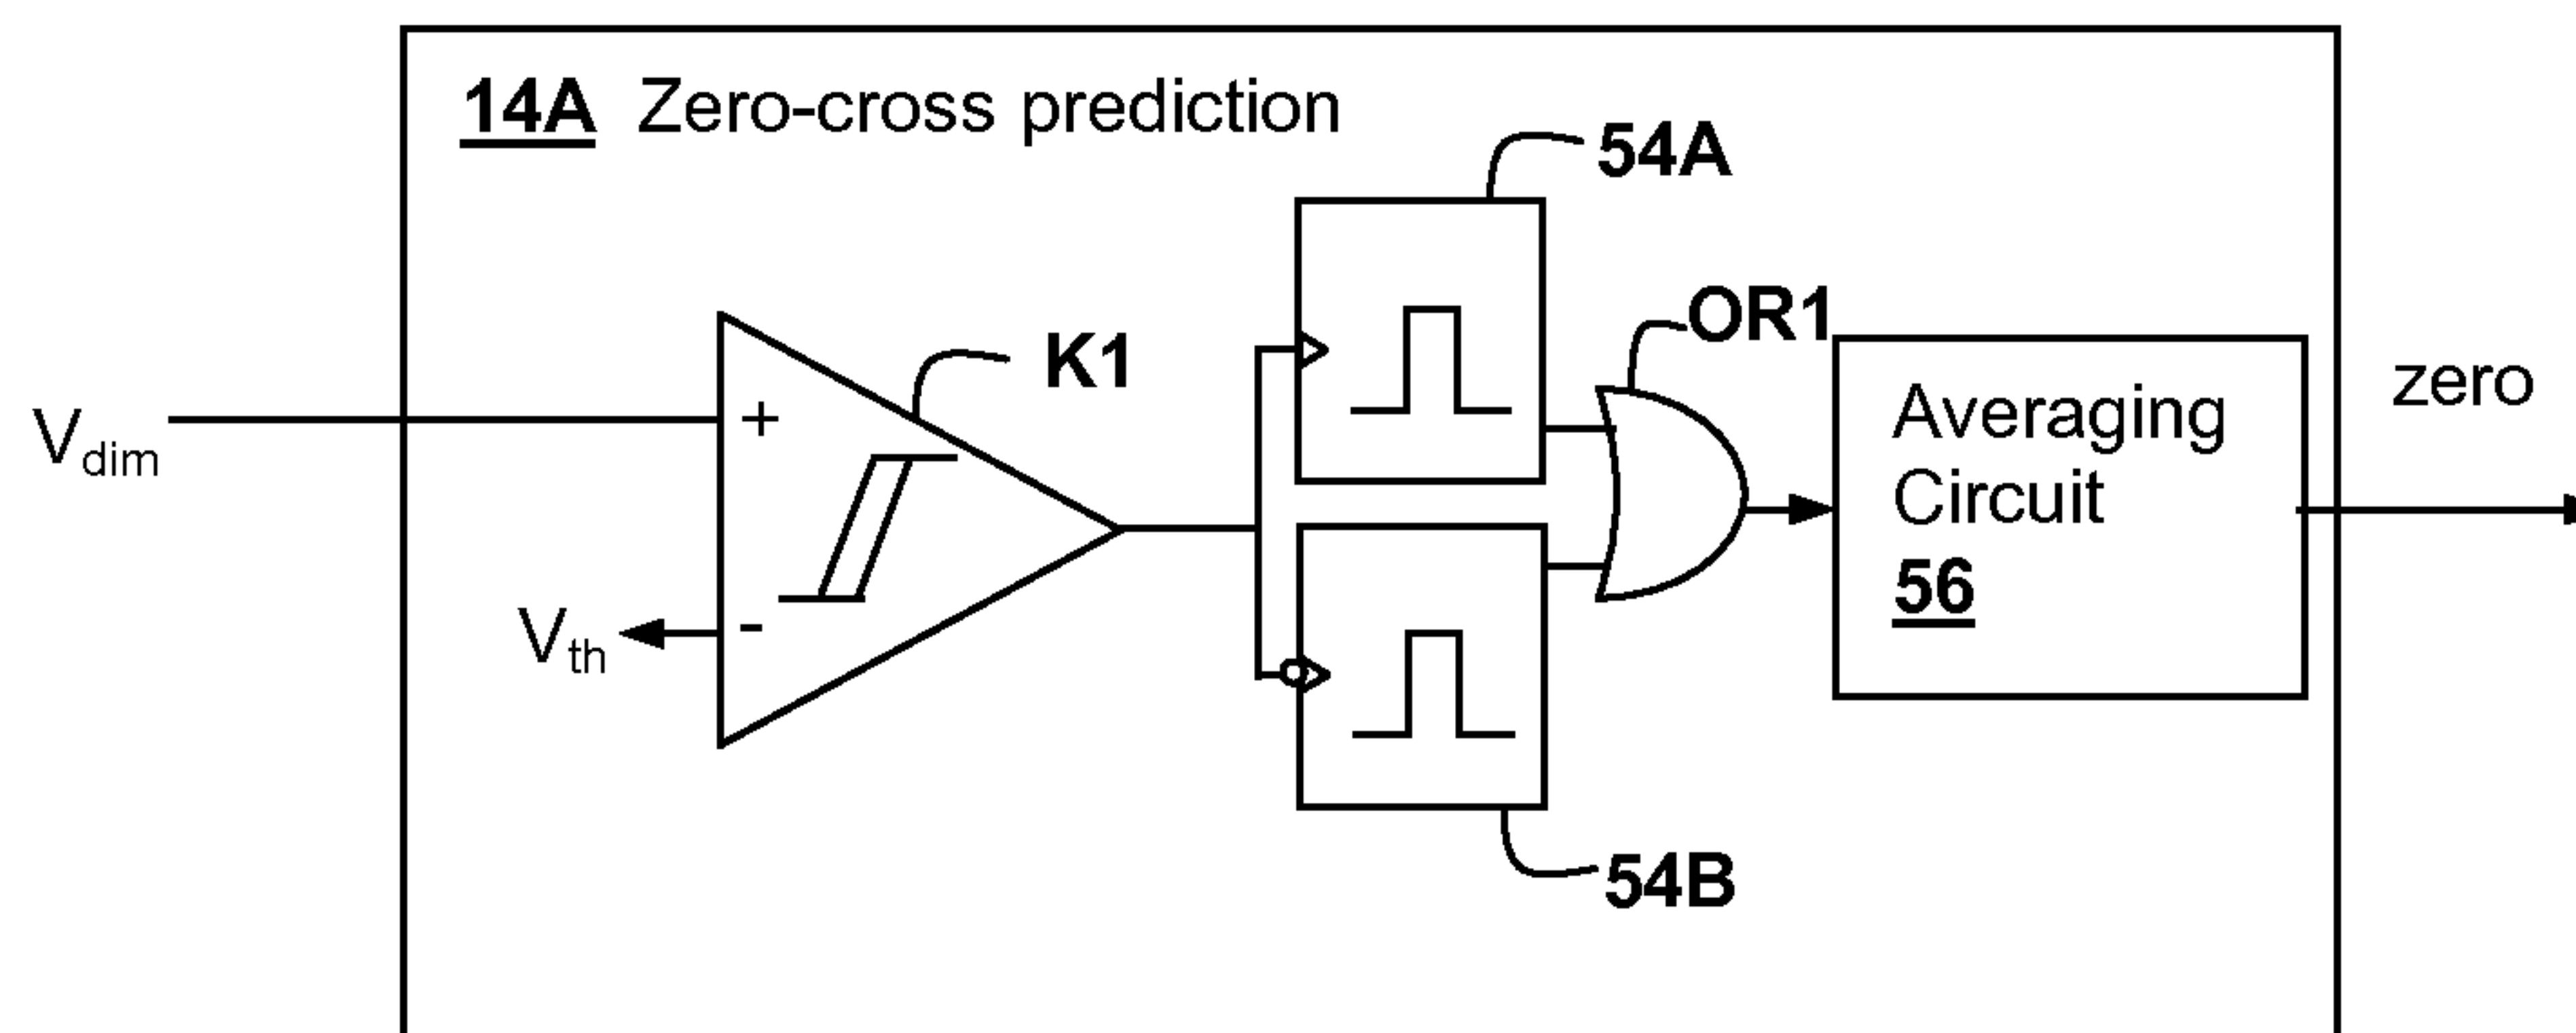 14A Zero-cross prediction
54A
OR1
K1
Vdim
+
-
Vth
Averaging
Circuit
56
zero
54B